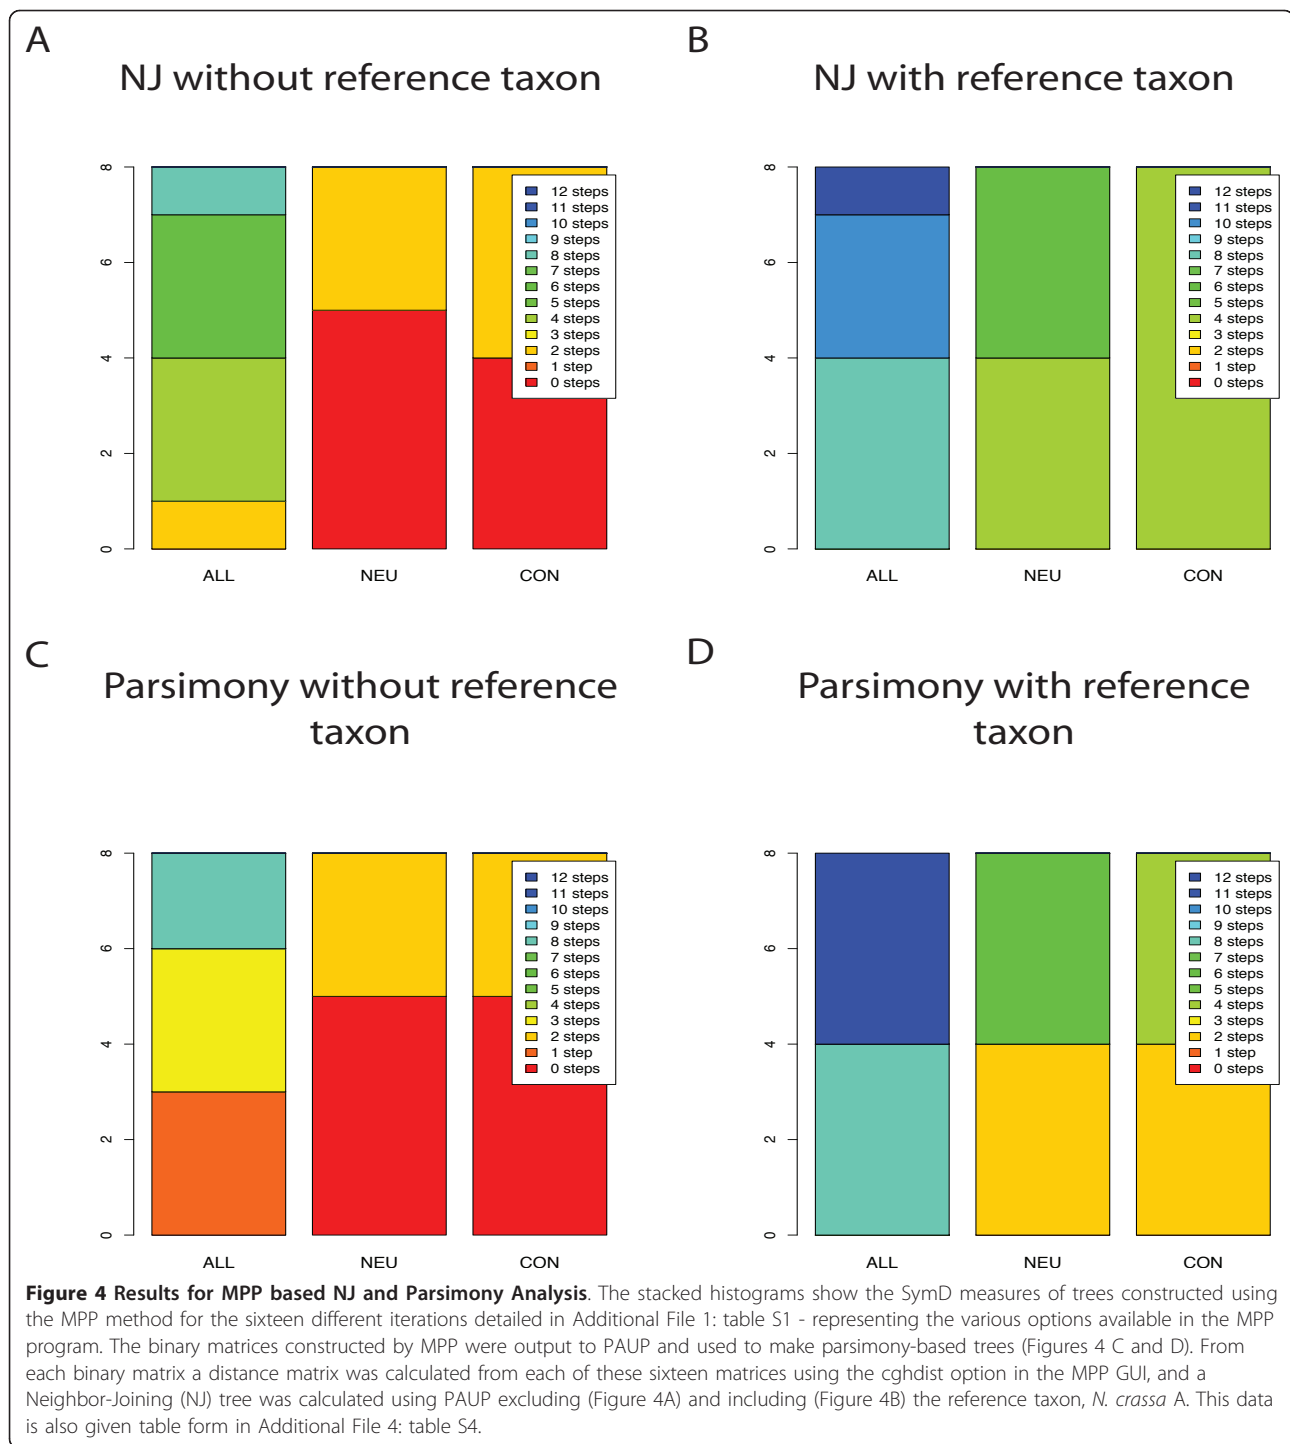 A
NJ without reference taxon
8
6
4
2
0
12 steps
11 steps
10 steps
9 steps
8 steps
7 steps
6 steps
5 steps
4 steps
3 steps
2 steps
1 step
0 steps
ALL NEU CON
B
NJ with reference taxon
8
6
4
2
0
12 steps
11 steps
10 steps
9 steps
8 steps
7 steps
6 steps
5 steps
4 steps
3 steps
2 steps
1 step
0 steps
ALL NEU CON
C
Parsimony without reference
taxon
8
6
4
2
0
12 steps
11 steps
10 steps
9 steps
8 steps
7 steps
6 steps
5 steps
4 steps
3 steps
2 steps
1 step
0 steps
ALL NEU CON
D
Parsimony with reference
taxon
8
6
4
2
0
12 steps
11 steps
10 steps
9 steps
8 steps
7 steps
6 steps
5 steps
4 steps
3 steps
2 steps
1 step
0 steps
ALL NEU CON
Figure 4 Results for MPP based NJ and Parsimony Analysis. The stacked histograms show the SymD measures of trees constructed using
the MPP method for the sixteen different iterations detailed in Additional File 1: table S1 - representing the various options available in the MPP
program. The binary matrices constructed by MPP were output to PAUP and used to make parsimony-based trees (Figures 4 C and D). From
each binary matrix a distance matrix was calculated from each of these sixteen matrices using the cghdist option in the MPP GUI, and a
Neighbor-Joining (NJ) tree was calculated using PAUP excluding (Figure 4A) and including (Figure 4B) the reference taxon, N. crassa A. This data
is also given table form in Additional File 4: table S4.